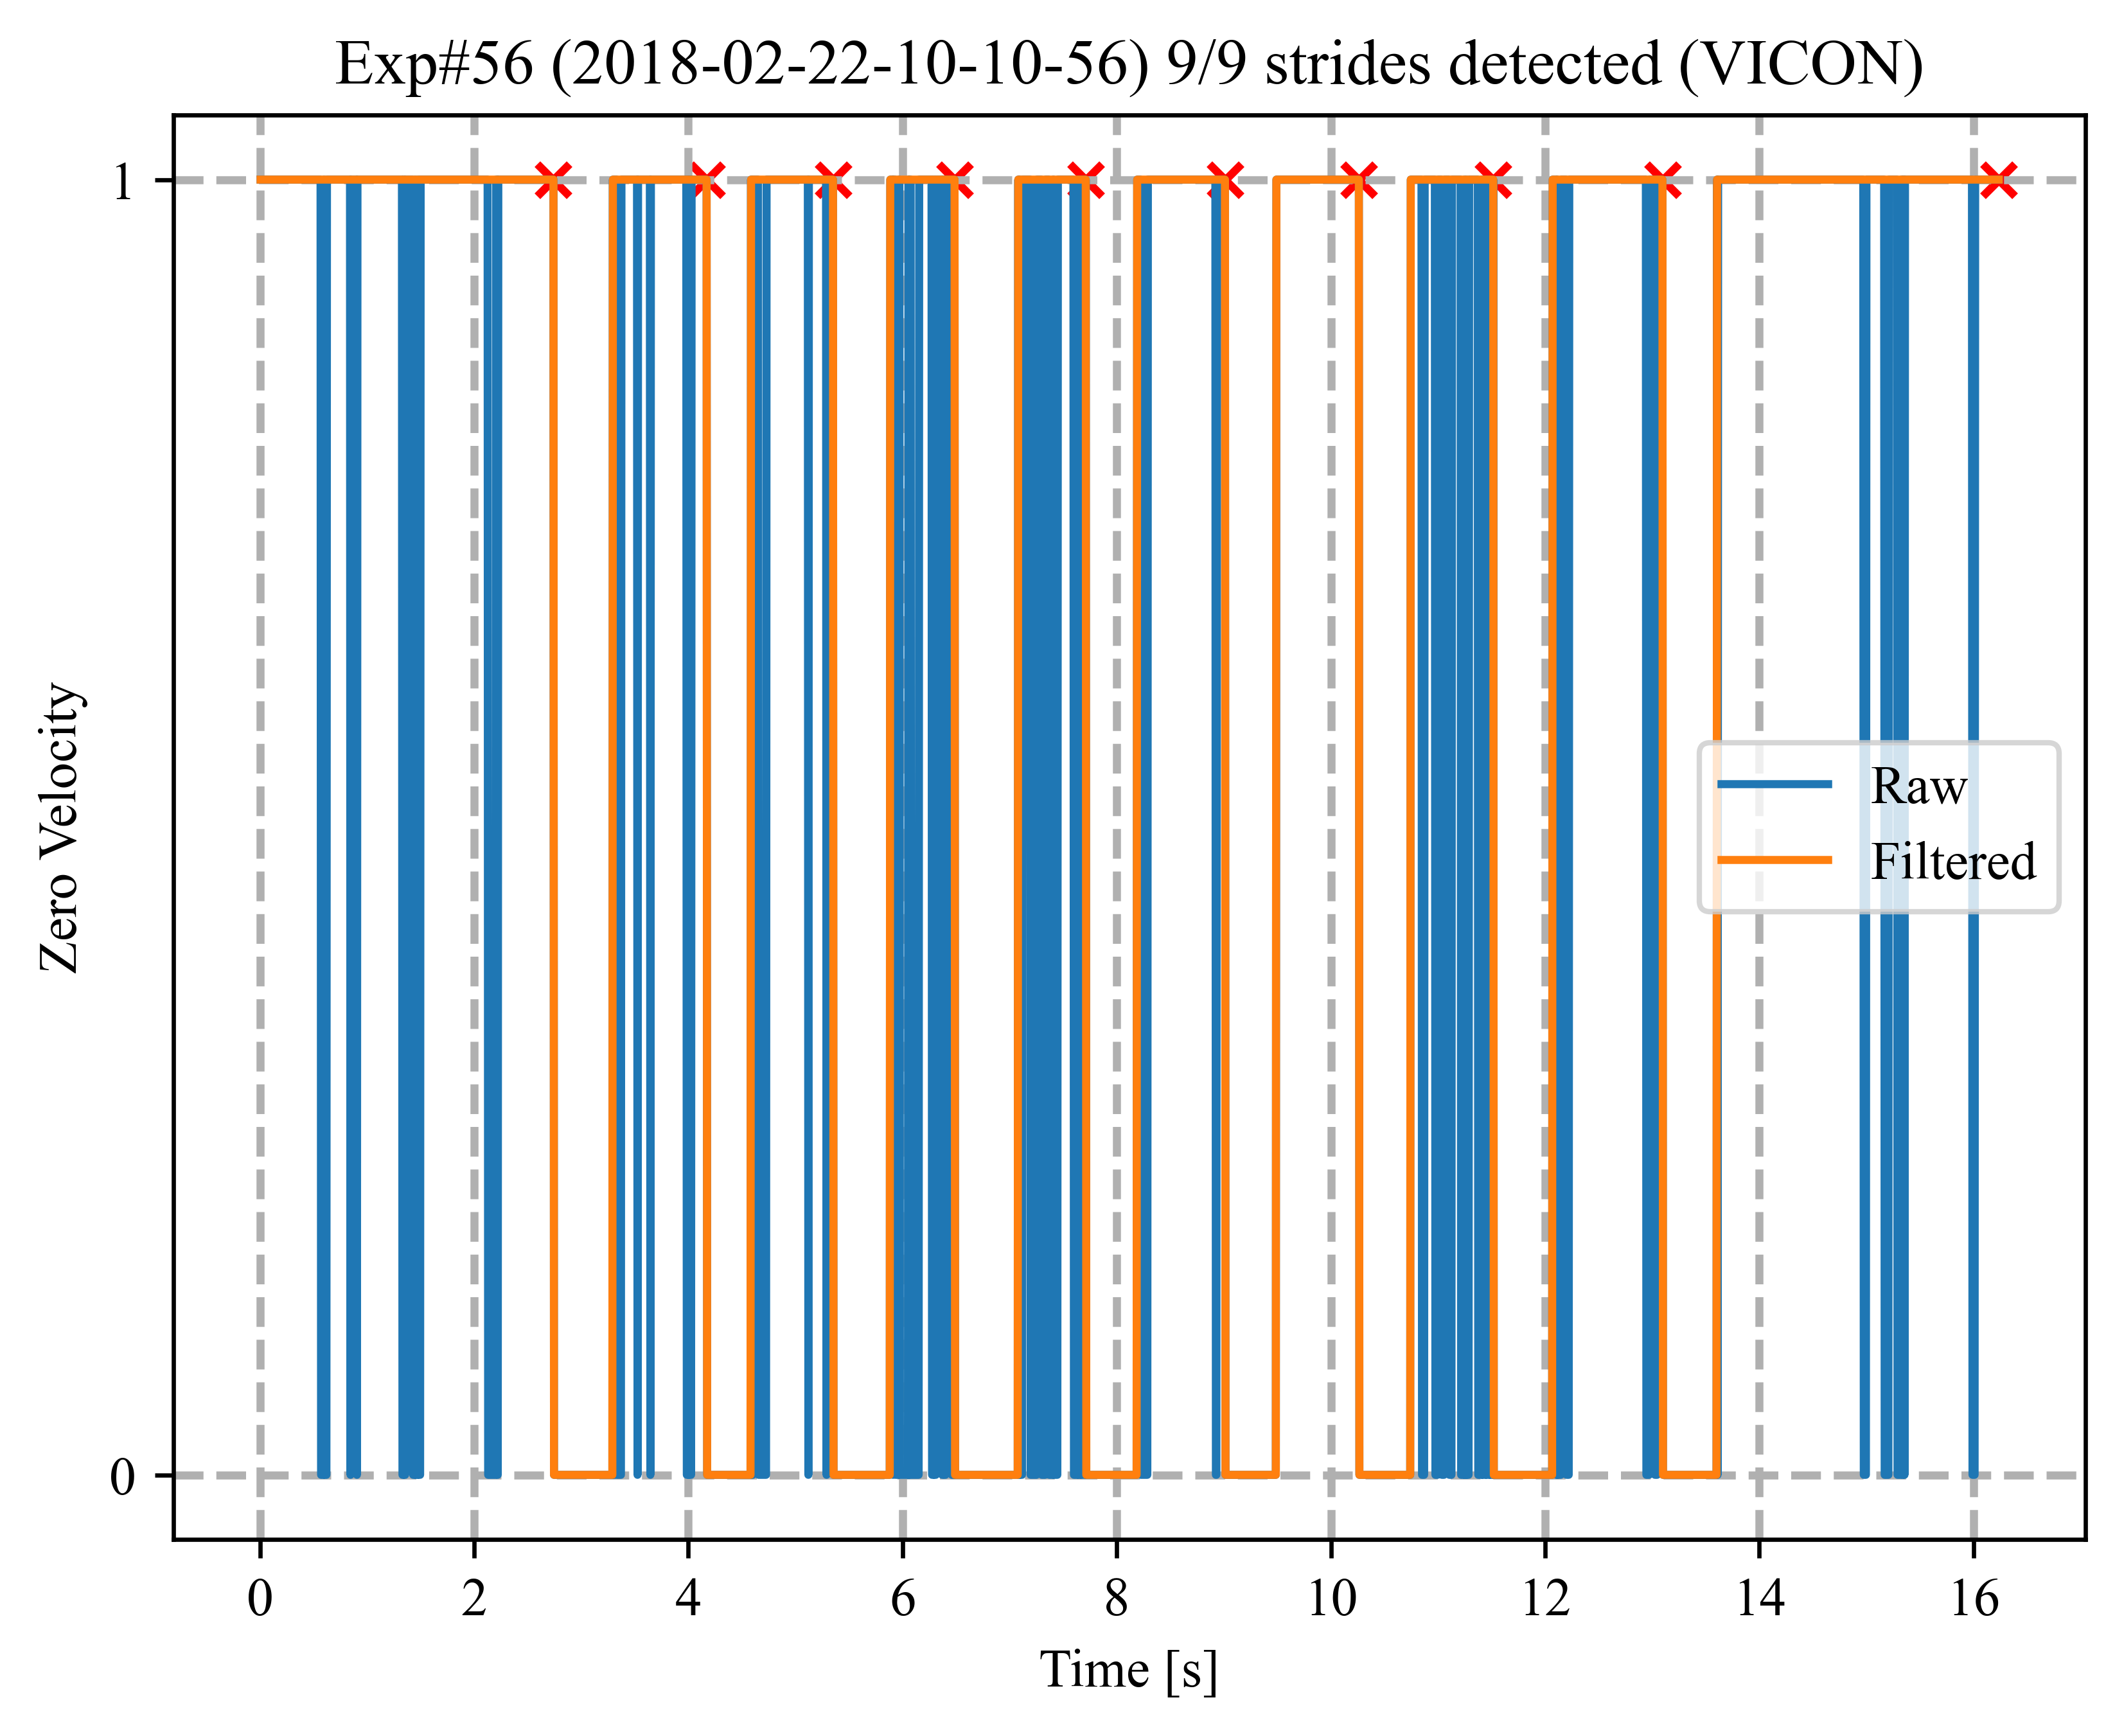 Exp#56 (2018-02-22-10-10-56) 9/9 strides detected (VICON)
1
Zero Velocity
Raw
Filtered
0
0 2 4 6 8 10 12 14 16
Time [s]